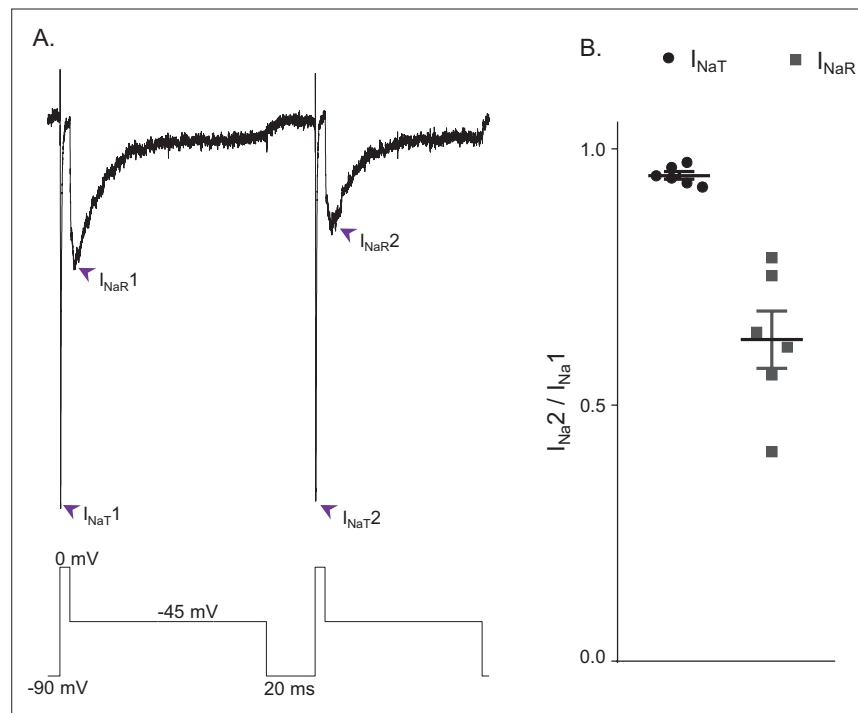 A.
I_NaR1
I_NaR2
I_NaT1
I_NaT2
0 mV
-45 mV
-90 mV
20 ms
B.
I_NaT
I_NaR
1.0
0.5
0.0
I_Na2 / I_Na1